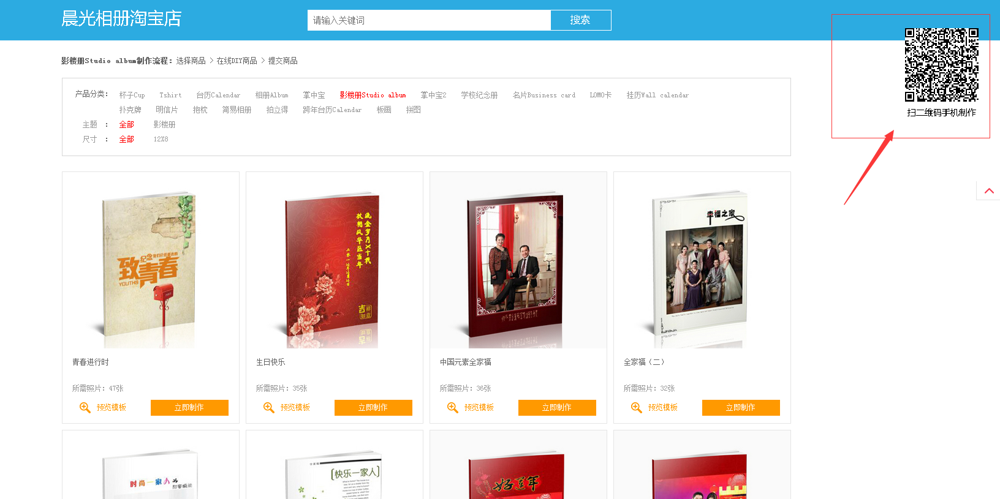 晨光相册淘宝店
请输入关键词
搜索
扫二维码手机制作
影楼册Studio album制作流程：选择商品 > 在线DIY商品 > 提交商品
产品分类： 杯子Cup Tshirt 台历Calendar 相册Album 掌中宝 影楼册Studio album 掌中宝2 学校纪念册 名片Business card LOMO卡 挂历Wall calendar
扑克牌 明信片 抱枕 简易相册 拍立得 跨年台历Calendar 板画 拼图
主题 ： 全部 影楼册
尺寸 ： 全部 12X8
纪念
致青春
YOUTHS
吉祥如意
幸福之家
青春进行时
生日快乐
中国元素全家福
全家福（二）
所需照片：47张
所需照片：35张
所需照片：36张
所需照片：32张
预览模板 立即制作
预览模板 立即制作
预览模板 立即制作
预览模板 立即制作
时尚一家人
快乐一家人